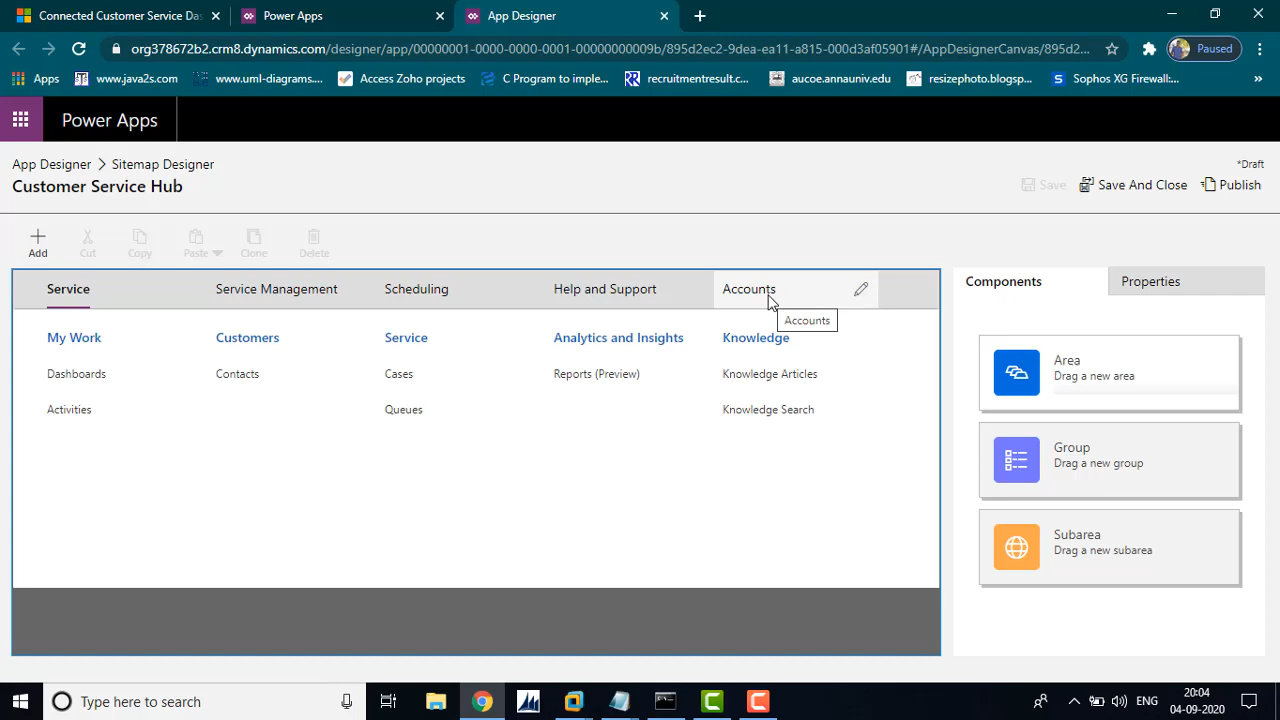 Connected Customer Service Das
Power Apps
App Designer
org378672b2.crm8.dynamics.com/designer/app/00000001-0000-0000-0001-00000000009b/895d2ec2-9dea-ea11-a815-000d3af05901#/AppDesignerCanvas/895d2...
Paused
Apps
www.java2s.com
www.uml-diagrams...
Access Zoho projects
C Program to imple...
recruitmentresult.c...
aucoe.annauniv.edu
resizephoto.blogsp...
Sophos XG Firewall:...
»
Power Apps
App Designer > Sitemap Designer
*Draft
Customer Service Hub
Save
Save And Close
Publish
Add
Cut
Copy
Paste
Clone
Delete
Service
Service Management
Scheduling
Help and Support
Accounts
Components
Properties
Accounts
My Work
Customers
Service
Analytics and Insights
Knowledge
Dashboards
Contacts
Cases
Reports (Preview)
Knowledge Articles
Activities
Queues
Knowledge Search
Area
Drag a new area
Group
Drag a new group
Subarea
Drag a new subarea
Type here to search
ENG
20:04
04-09-2020